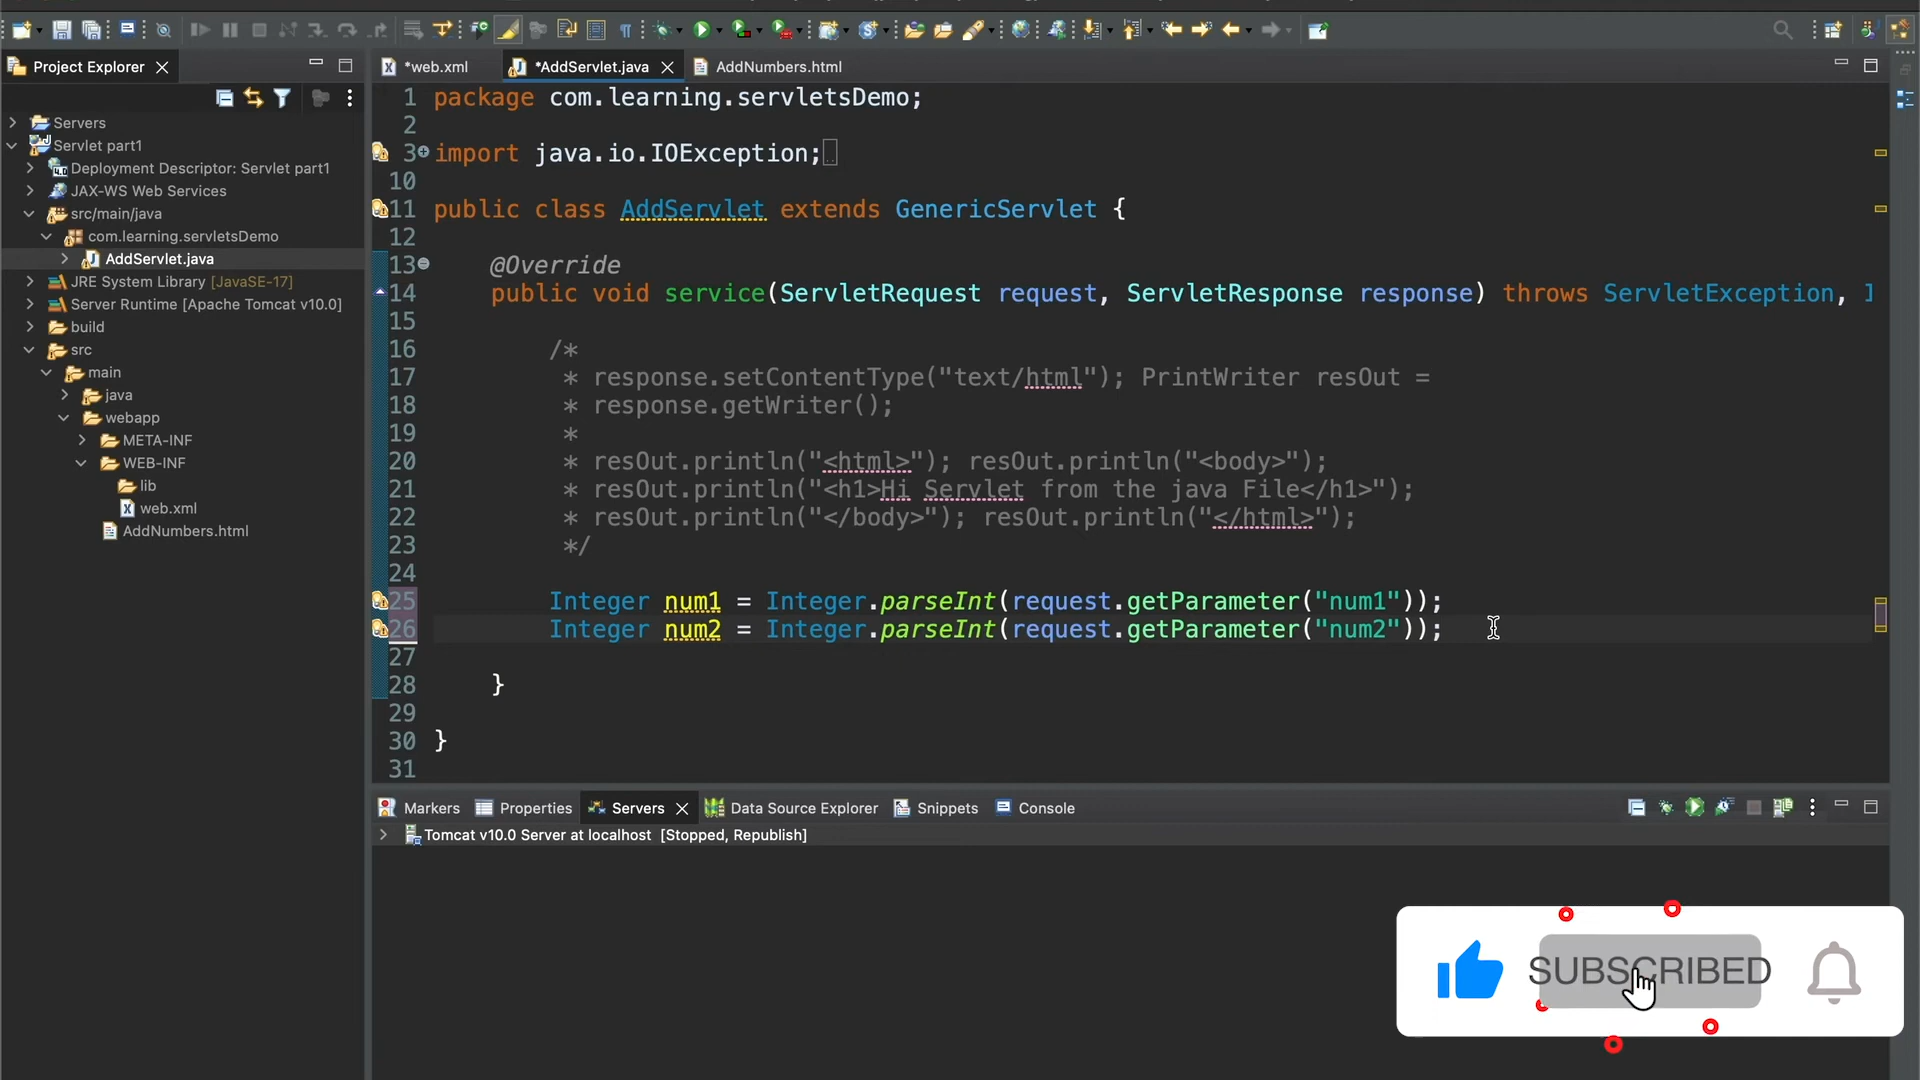 Project Explorer
*web.xml
*AddServlet.java
AddNumbers.html
Servers
Servlet part1
Deployment Descriptor: Servlet part1
JAX-WS Web Services
src/main/java
com.learning.servletsDemo
AddServlet.java
JRE System Library [JavaSE-17]
Server Runtime [Apache Tomcat v10.0]
build
src
main
java
webapp
META-INF
WEB-INF
lib
web.xml
AddNumbers.html
1 package com.learning.servletsDemo;
2
3 import java.io.IOException;
10
11 public class AddServlet extends GenericServlet {
12
13 @Override
14 public void service(ServletRequest request, ServletResponse response) throws ServletException, I
15
16 /*
17 * response.setContentType("text/html"); PrintWriter resOut =
18 * response.getWriter();
19 *
20 * resOut.println("<html>"); resOut.println("<body>");
21 * resOut.println("<h1>Hi Servlet from the java File</h1>");
22 * resOut.println("</body>"); resOut.println("</html>");
23 */
24
25 Integer num1 = Integer.parseInt(request.getParameter("num1"));
26 Integer num2 = Integer.parseInt(request.getParameter("num2"));
27
28 }
29
30 }
31
Markers
Properties
Servers
Data Source Explorer
Snippets
Console
Tomcat v10.0 Server at localhost [Stopped, Republish]
SUBSCRIBED